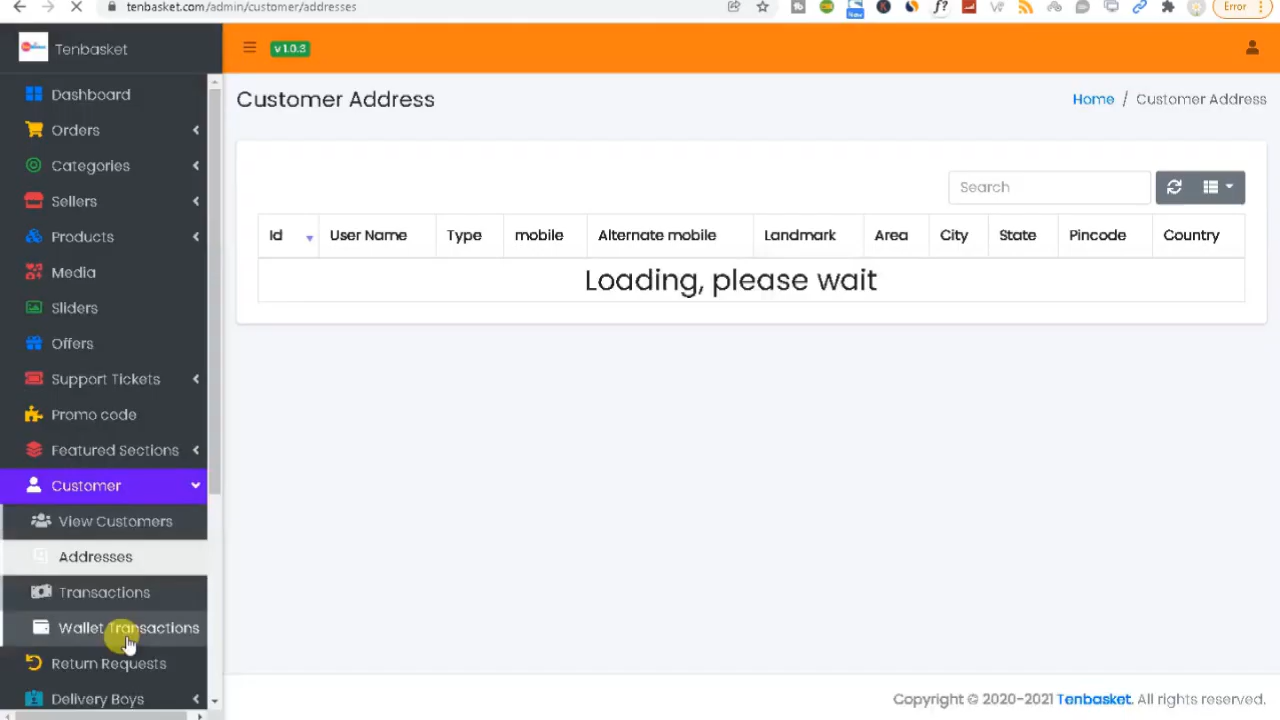 tenbasket.com/admin/customer/addresses
Error
New
Tenbasket
v1.0.3
Dashboard
Orders
Categories
Sellers
Products
Media
Sliders
Offers
Support Tickets
Promo code
Featured Sections
Customer
View Customers
Addresses
Transactions
Wallet Transactions
Return Requests
Delivery Boys
Customer Address
Home / Customer Address
Search
Id User Name Type mobile Alternate mobile Landmark Area City State Pincode Country
Loading, please wait
Copyright © 2020-2021 Tenbasket. All rights reserved.